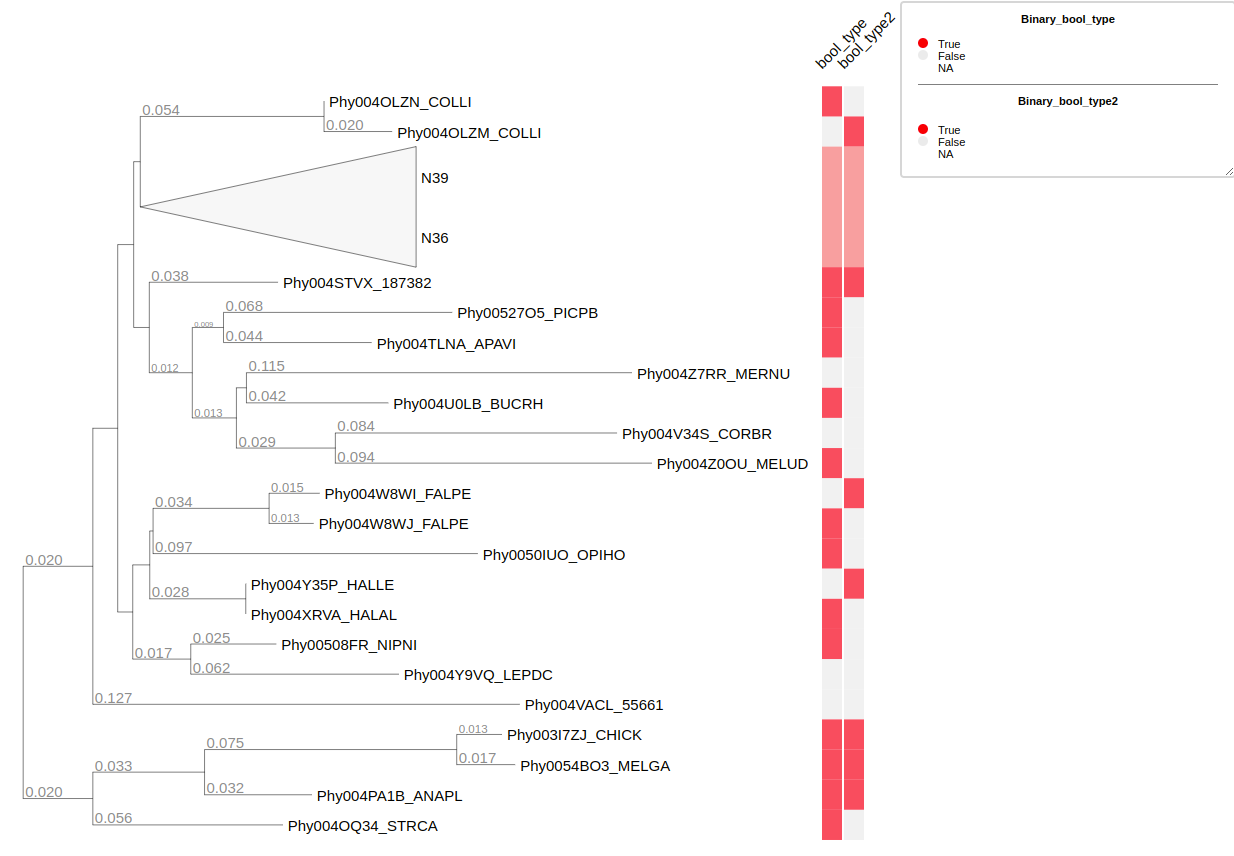 bool_type
bool_type2
Binary_bool_type
True
False
NA
Binary_bool_type2
True
False
NA
0.054
Phy004OLZN_COLLI
0.020
Phy004OLZM_COLLI
N39
N36
0.038
Phy004STVX_187382
0.068
Phy00527O5_PICPB
0.009
0.044
Phy004TLNA_APAVI
0.012
0.115
Phy004Z7RR_MERNU
0.042
Phy004U0LB_BUCRH
0.013
0.084
Phy004V34S_CORBR
0.029
0.094
Phy004Z0OU_MELUD
0.015
Phy004W8WI_FALPE
0.034
0.013
Phy004W8WJ_FALPE
0.097
Phy0050IUO_OPIHO
0.020
Phy004Y35P_HALLE
0.028
Phy004XRVA_HALAL
0.025
Phy00508FR_NIPNI
0.017
0.062
Phy004Y9VQ_LEPDC
0.127
Phy004VACL_55661
0.013
Phy003I7ZJ_CHICK
0.075
0.017
Phy0054BO3_MELGA
0.033
0.020
0.032
Phy004PA1B_ANAPL
0.056
Phy004OQ34_STRCA